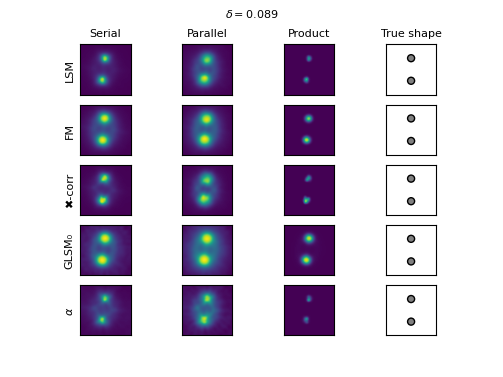 δ = 0.089
Serial Parallel Product True shape
LSM
FM
✖-corr
GLSM₀
α